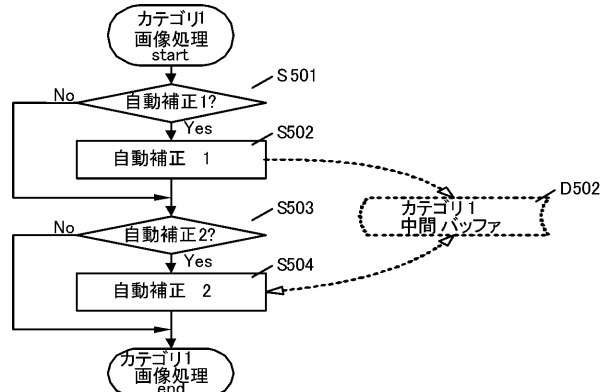 カテゴリ1
画像処理
start
S501
No
自動補正1?
Yes
S502
自動補正 1
D502
カテゴリ1
中間 バッファ
S503
No
自動補正2?
Yes
S504
自動補正 2
カテゴリ1
画像処理
end